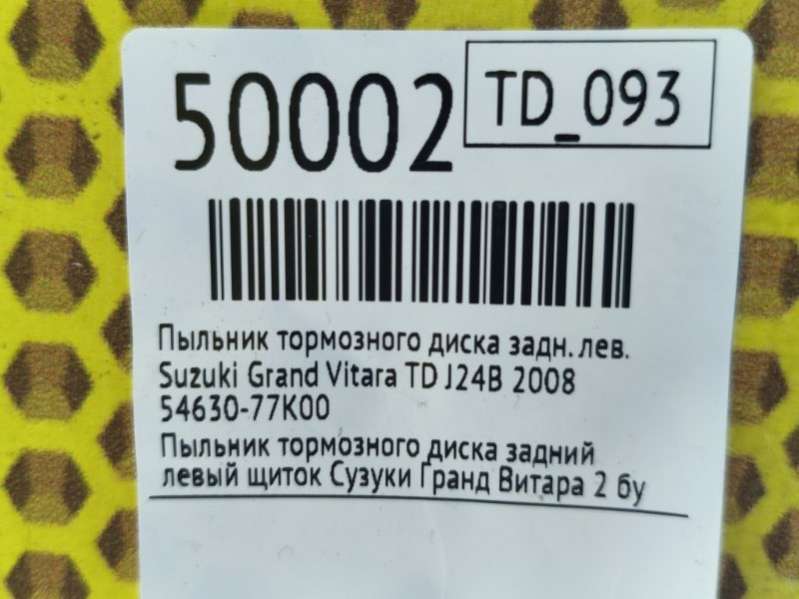 50002
TD_093
Пыльник тормозного диска задн. лев.
Suzuki Grand Vitara TD J24B 2008
54630-77K00
Пыльник тормозного диска задний
левый щиток Сузуки Гранд Витара 2 бу